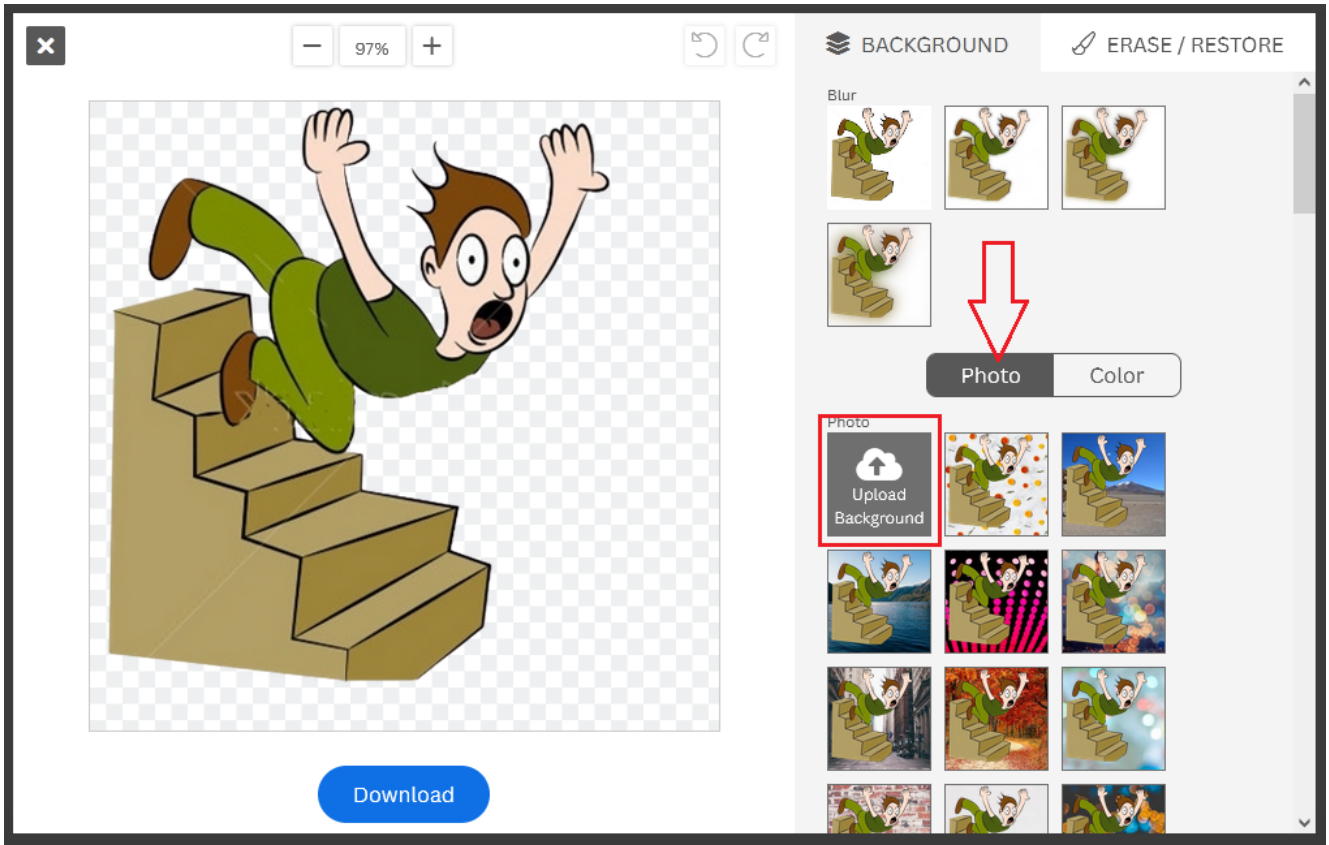 97%
BACKGROUND
ERASE / RESTORE
Blur
Photo
Color
Photo
Upload
Background
Download